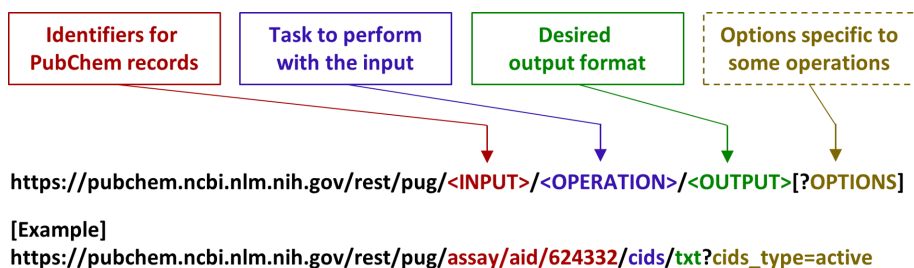 Identifiers for
PubChem records
Task to perform
with the input
Desired
output format
Options specific to
some operations
https://pubchem.ncbi.nlm.nih.gov/rest/pug/<INPUT>/<OPERATION>/<OUTPUT>[?OPTIONS]
[Example]
https://pubchem.ncbi.nlm.nih.gov/rest/pug/assay/aid/624332/cids/txt?cids_type=active